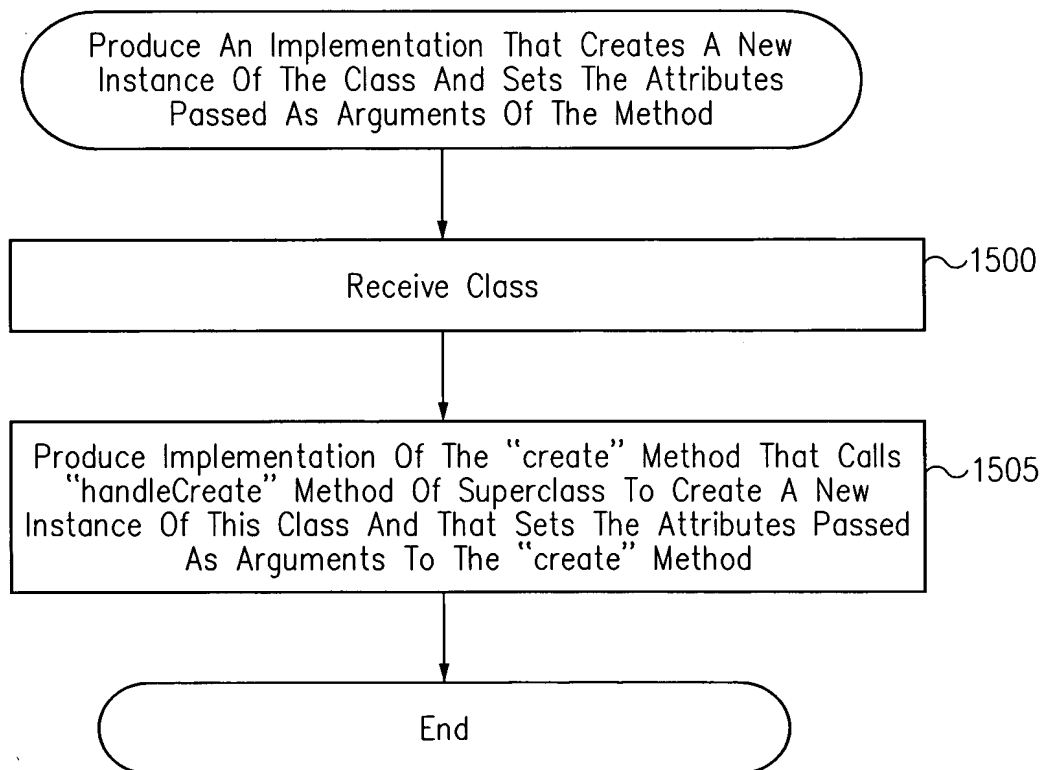 Produce An Implementation That Creates A New
Instance Of The Class And Sets The Attributes
Passed As Arguments Of The Method
Receive Class
1500
Produce Implementation Of The “create” Method That Calls
“handleCreate” Method Of Superclass To Create A New
Instance Of This Class And That Sets The Attributes Passed
As Arguments To The “create” Method
1505
End